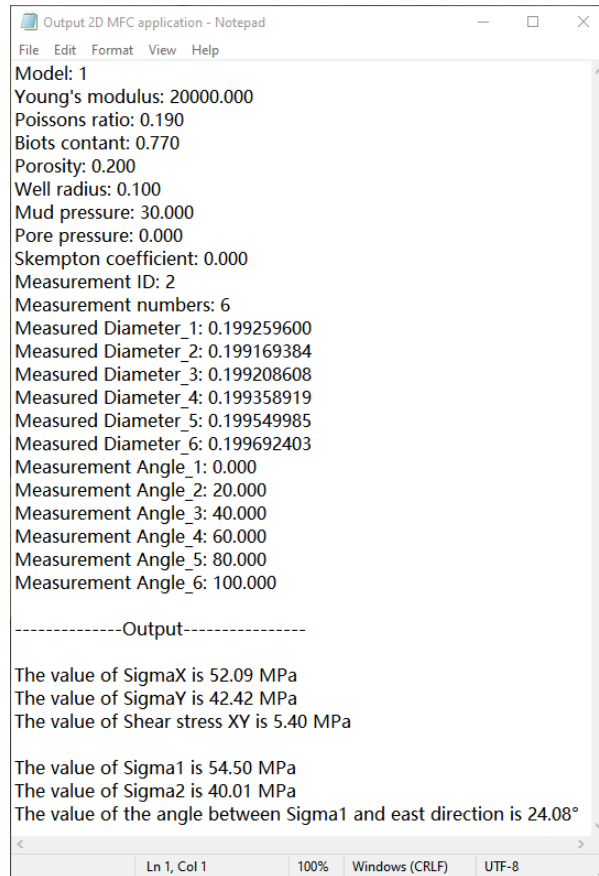 Output 2D MFC application - Notepad
File Edit Format View Help
Model: 1
Young's modulus: 20000.000
Poissons ratio: 0.190
Biots contant: 0.770
Porosity: 0.200
Well radius: 0.100
Mud pressure: 30.000
Pore pressure: 0.000
Skempton coefficient: 0.000
Measurement ID: 2
Measurement numbers: 6
Measured Diameter_1: 0.199259600
Measured Diameter_2: 0.199169384
Measured Diameter_3: 0.199208608
Measured Diameter_4: 0.199358919
Measured Diameter_5: 0.199549985
Measured Diameter_6: 0.199692403
Measurement Angle_1: 0.000
Measurement Angle_2: 20.000
Measurement Angle_3: 40.000
Measurement Angle_4: 60.000
Measurement Angle_5: 80.000
Measurement Angle_6: 100.000
--------------Output----------------
The value of SigmaX is 52.09 MPa
The value of SigmaY is 42.42 MPa
The value of Shear stress XY is 5.40 MPa
The value of Sigma1 is 54.50 MPa
The value of Sigma2 is 40.01 MPa
The value of the angle between Sigma1 and east direction is 24.08°
Ln 1, Col 1 100% Windows (CRLF) UTF-8